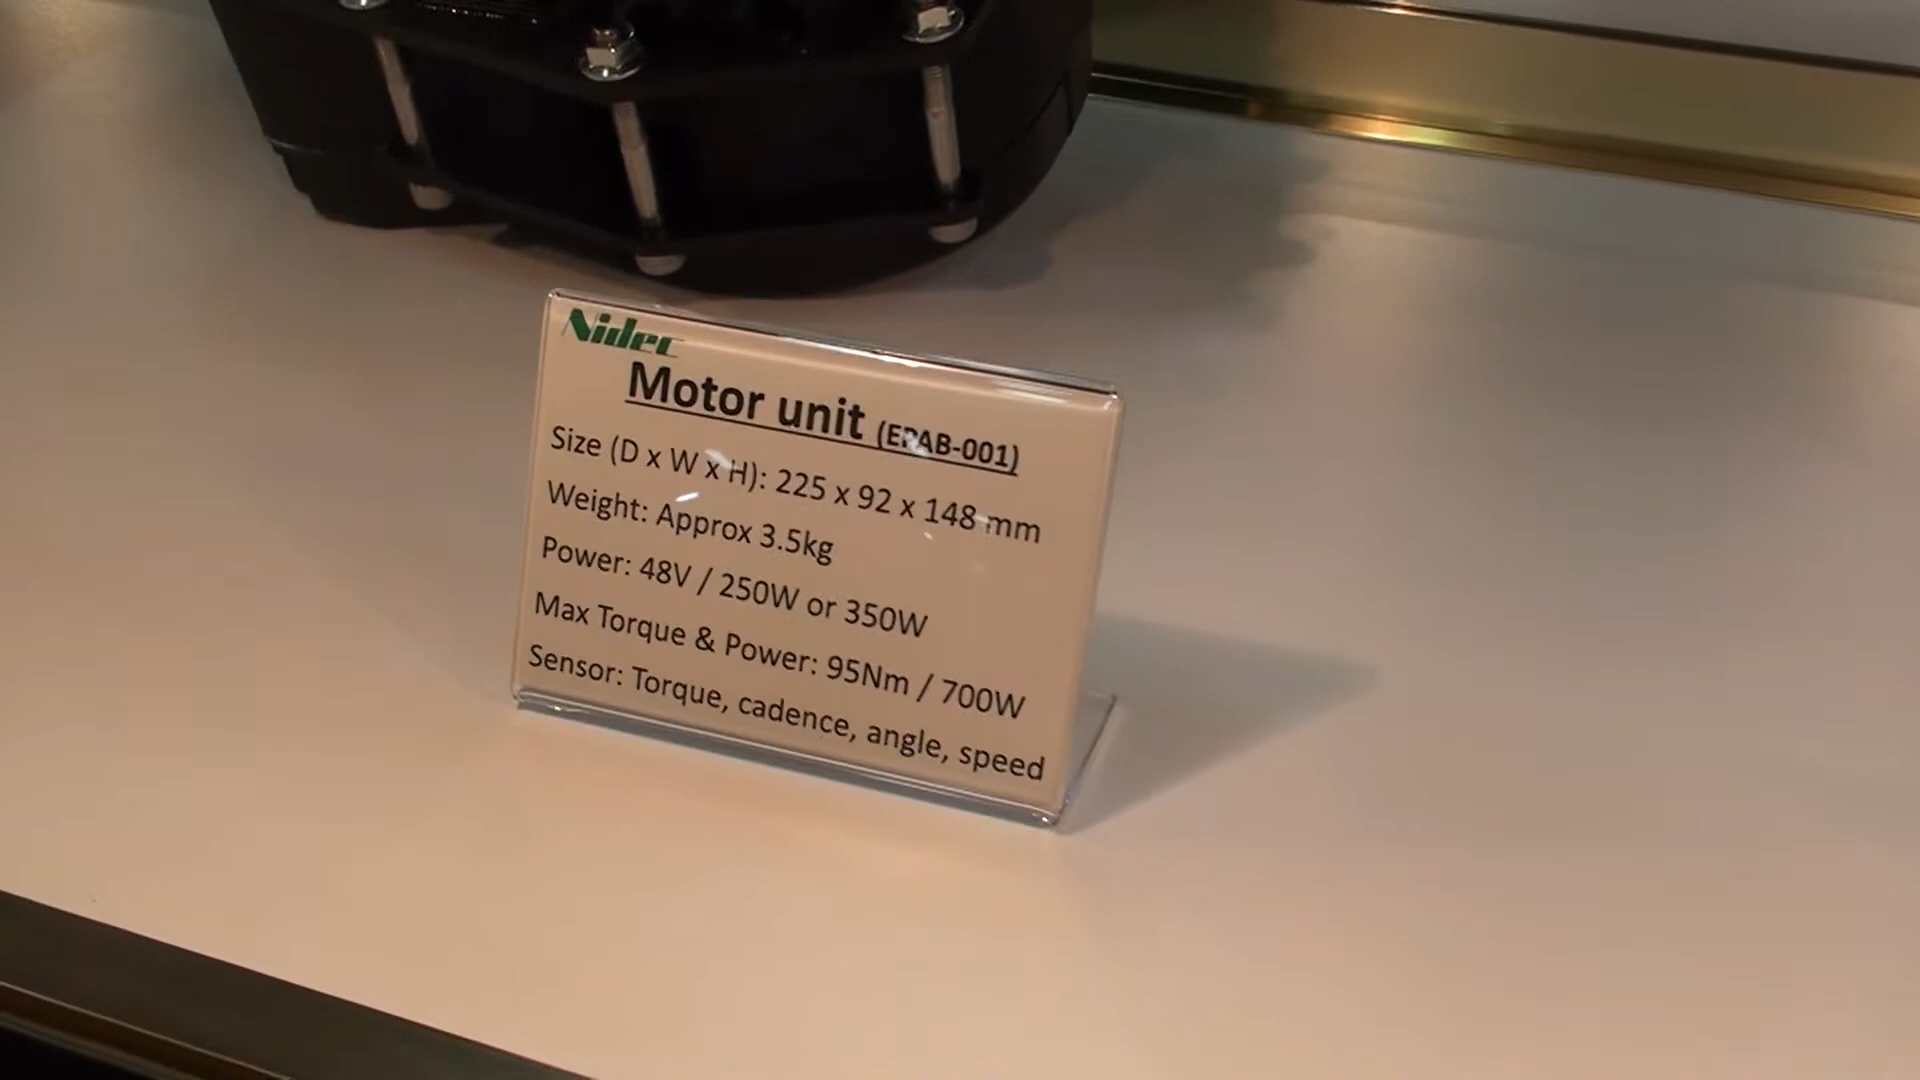 Nidec
Motor unit (EPAB-001)
Size (D x W x H): 225 x 92 x 148 mm
Weight: Approx 3.5kg
Power: 48V / 250W or 350W
Max Torque & Power: 95Nm / 700W
Sensor: Torque, cadence, angle, speed